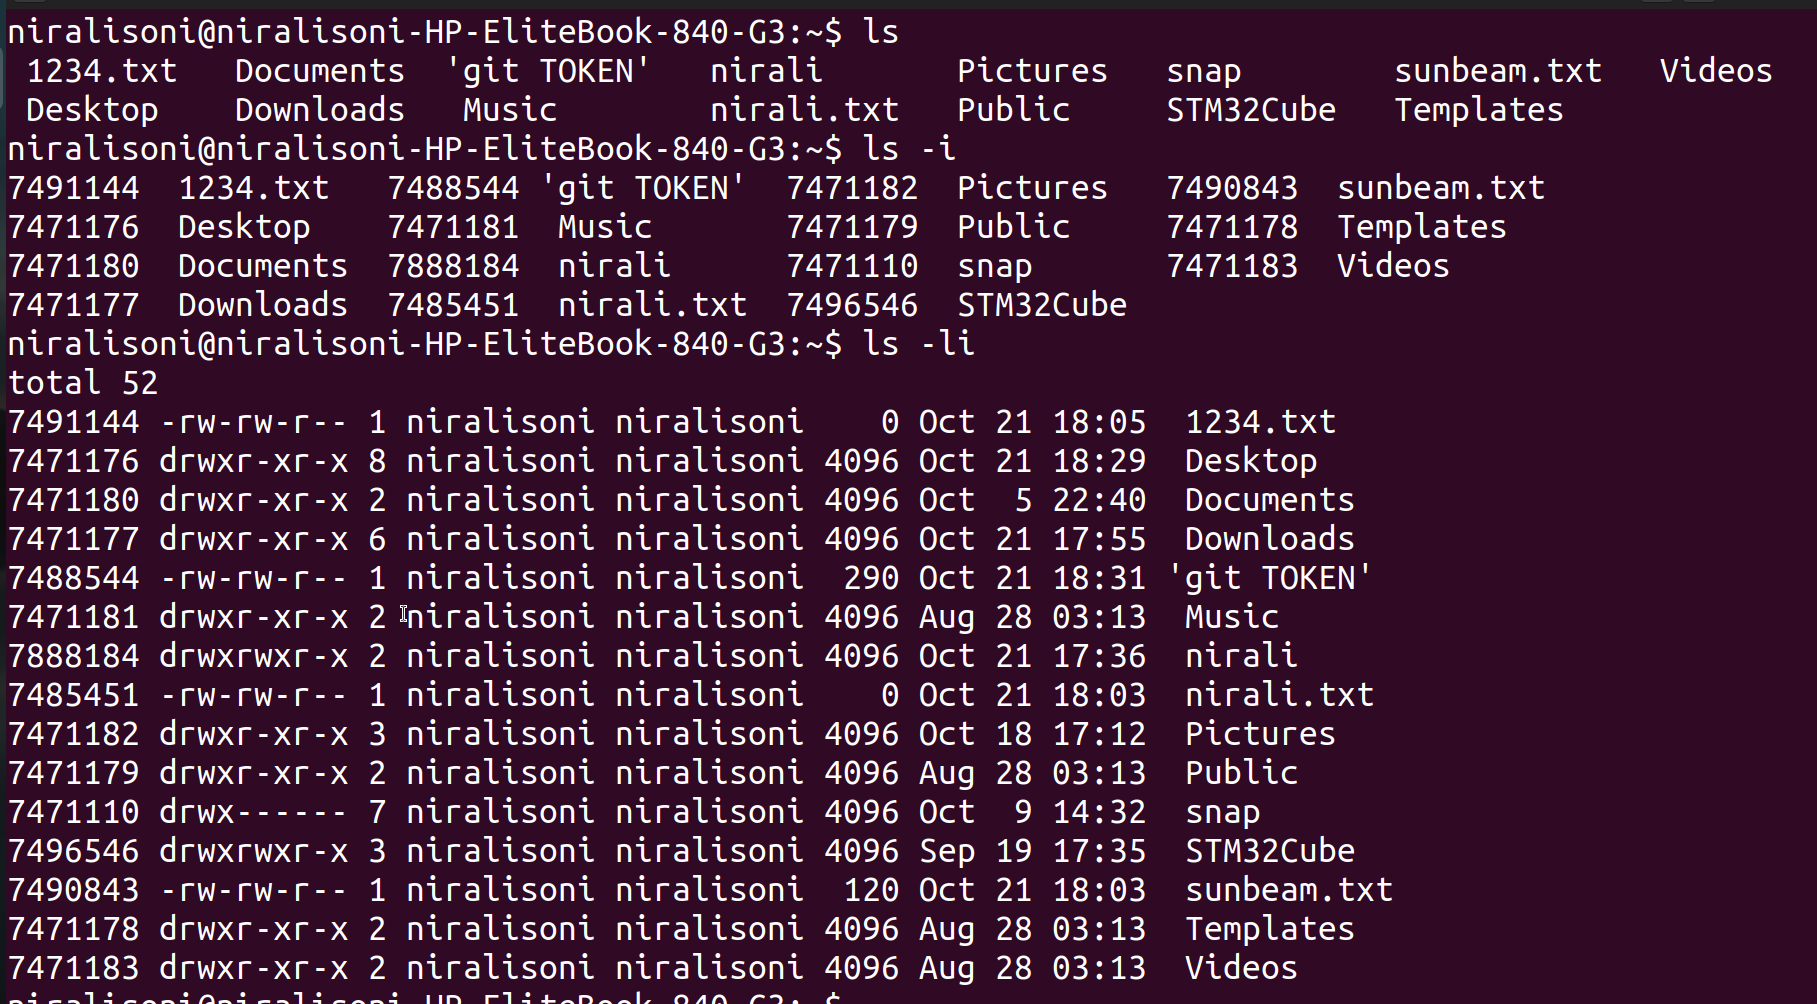 niralisoni@niralisoni-HP-EliteBook-840-G3:~$ ls
 1234.txt   Documents  'git TOKEN'   nirali       Pictures   snap        sunbeam.txt   Videos
 Desktop    Downloads   Music        nirali.txt   Public     STM32Cube   Templates
niralisoni@niralisoni-HP-EliteBook-840-G3:~$ ls -i
7491144  1234.txt   7488544 'git TOKEN'  7471182  Pictures   7490843  sunbeam.txt
7471176  Desktop    7471181  Music       7471179  Public     7471178  Templates
7471180  Documents  7888184  nirali      7471110  snap       7471183  Videos
7471177  Downloads  7485451  nirali.txt  7496546  STM32Cube
niralisoni@niralisoni-HP-EliteBook-840-G3:~$ ls -li
total 52
7491144 -rw-rw-r-- 1 niralisoni niralisoni    0 Oct 21 18:05  1234.txt
7471176 drwxr-xr-x 8 niralisoni niralisoni 4096 Oct 21 18:29  Desktop
7471180 drwxr-xr-x 2 niralisoni niralisoni 4096 Oct  5 22:40  Documents
7471177 drwxr-xr-x 6 niralisoni niralisoni 4096 Oct 21 17:55  Downloads
7488544 -rw-rw-r-- 1 niralisoni niralisoni  290 Oct 21 18:31 'git TOKEN'
7471181 drwxr-xr-x 2 niralisoni niralisoni 4096 Aug 28 03:13  Music
7888184 drwxrwxr-x 2 niralisoni niralisoni 4096 Oct 21 17:36  nirali
7485451 -rw-rw-r-- 1 niralisoni niralisoni    0 Oct 21 18:03  nirali.txt
7471182 drwxr-xr-x 3 niralisoni niralisoni 4096 Oct 18 17:12  Pictures
7471179 drwxr-xr-x 2 niralisoni niralisoni 4096 Aug 28 03:13  Public
7471110 drwx------ 7 niralisoni niralisoni 4096 Oct  9 14:32  snap
7496546 drwxrwxr-x 3 niralisoni niralisoni 4096 Sep 19 17:35  STM32Cube
7490843 -rw-rw-r-- 1 niralisoni niralisoni  120 Oct 21 18:03  sunbeam.txt
7471178 drwxr-xr-x 2 niralisoni niralisoni 4096 Aug 28 03:13  Templates
7471183 drwxr-xr-x 2 niralisoni niralisoni 4096 Aug 28 03:13  Videos